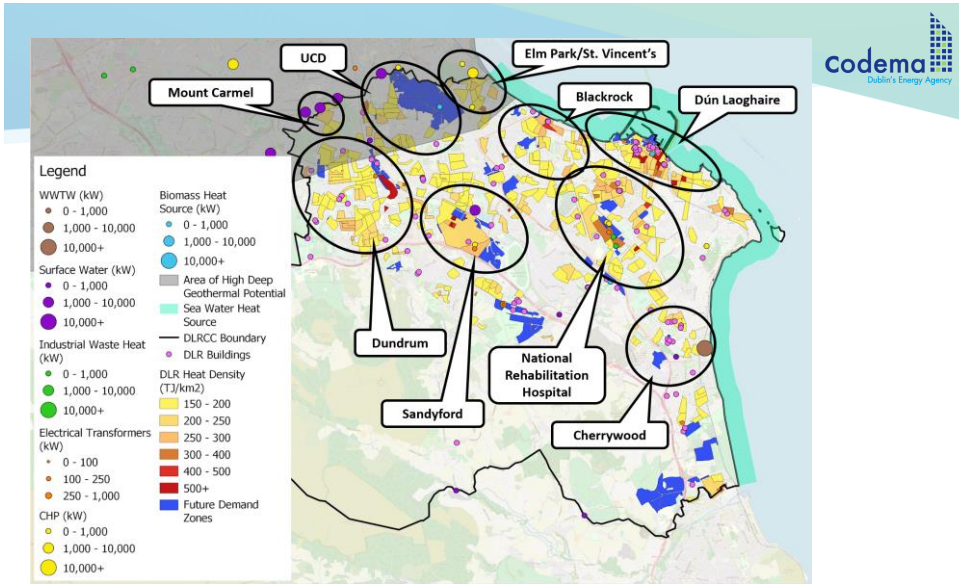 codema
Dublin's Energy Agency
Elm Park/St. Vincent's
UCD
Blackrock
Mount Carmel
Dún Laoghaire
Legend
WWTW (kW)
0 - 1,000
1,000 - 10,000
10,000+
Surface Water (kW)
0 - 1,000
1,000 - 10,000
10,000+
Industrial Waste Heat
(kW)
0 - 1,000
1,000 - 10,000
10,000+
Electrical Transformers
(kW)
0 - 100
100 - 250
250 - 1,000
CHP (kW)
0 - 1,000
1,000 - 10,000
10,000+
Biomass Heat
Source (kW)
0 - 1,000
1,000 - 10,000
10,000+
Area of High Deep
Geothermal Potential
Sea Water Heat
Source
DLRCC Boundary
DLR Buildings
DLR Heat Density
(TJ/km2)
150 - 200
200 - 250
250 - 300
300 - 400
400 - 500
500+
Future Demand
Zones
Dundrum
Sandyford
National
Rehabilitation
Hospital
Cherrywood